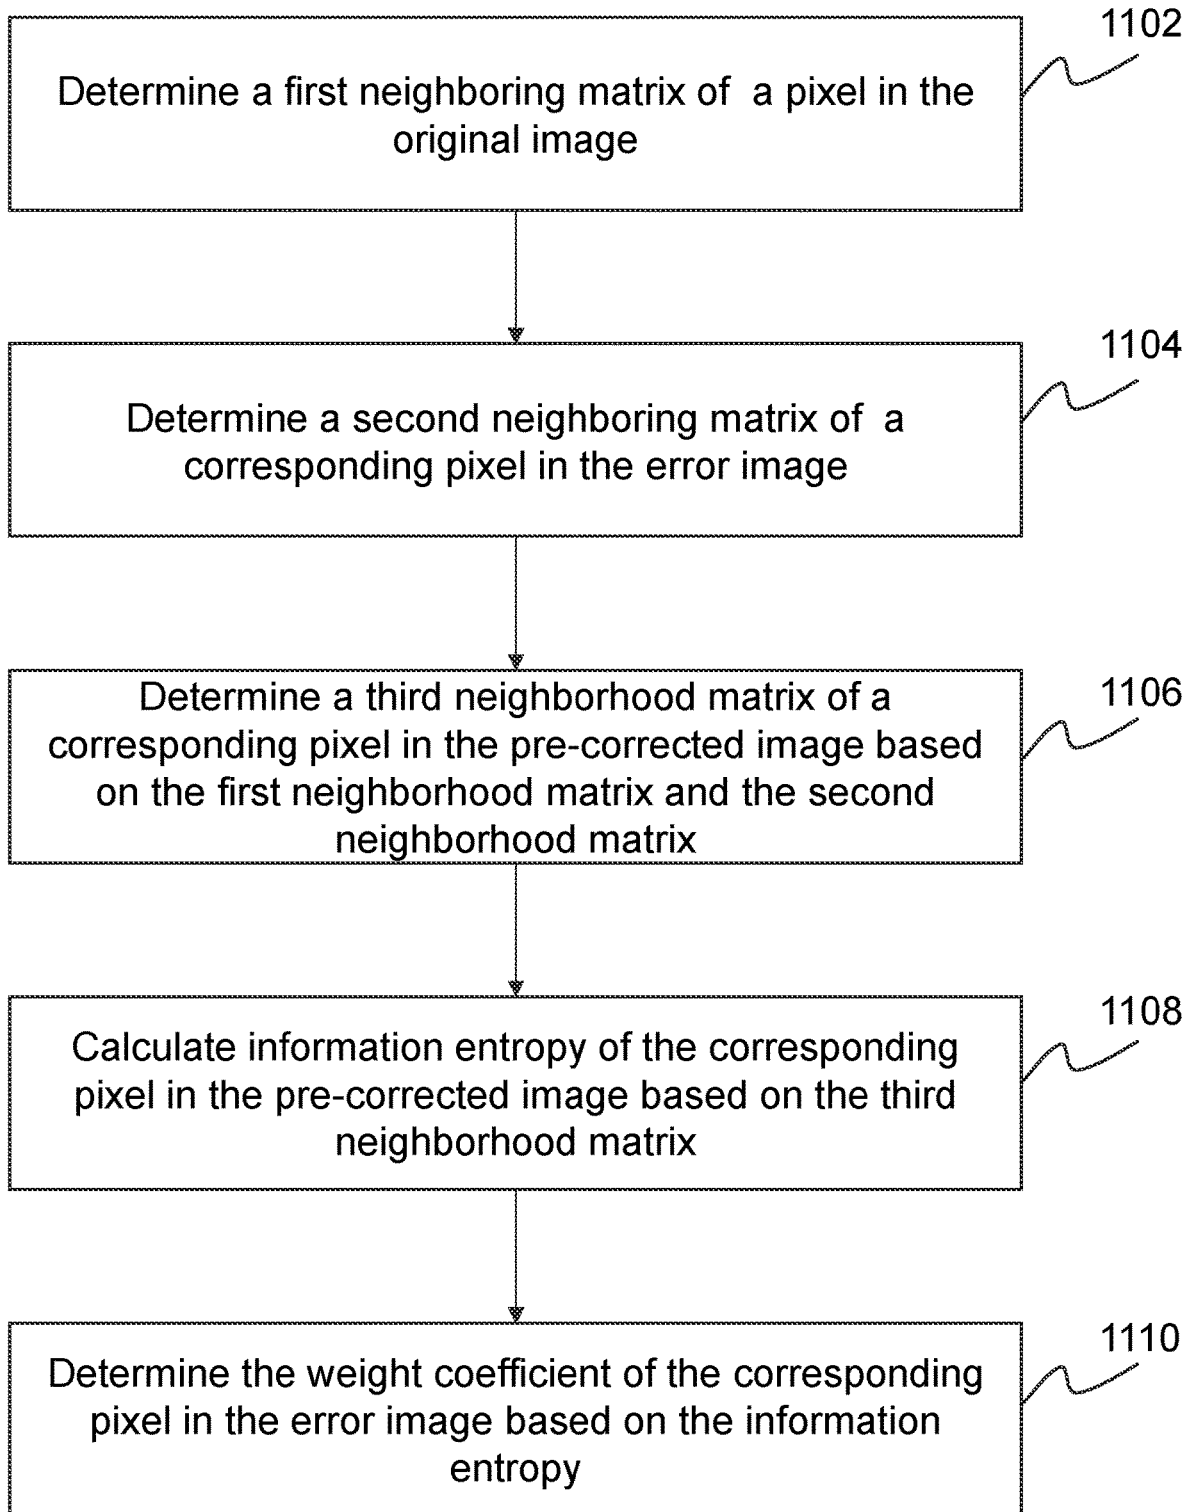 1102
Determine a first neighboring matrix of a pixel in the
original image
1104
Determine a second neighboring matrix of a
corresponding pixel in the error image
1106
Determine a third neighborhood matrix of a
corresponding pixel in the pre-corrected image based
on the first neighborhood matrix and the second
neighborhood matrix
1108
Calculate information entropy of the corresponding
pixel in the pre-corrected image based on the third
neighborhood matrix
1110
Determine the weight coefficient of the corresponding
pixel in the error image based on the information
entropy